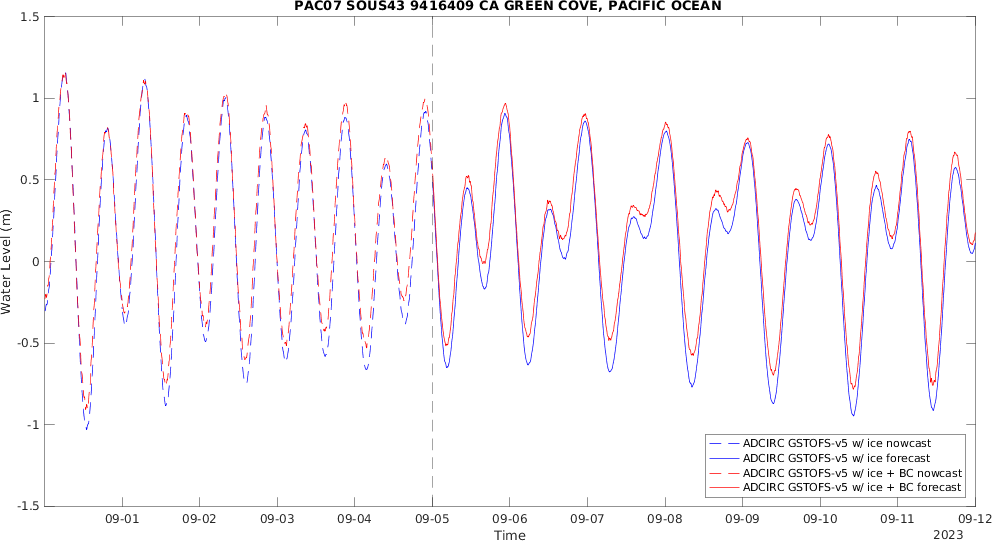 PAC07 SOUS43 9416409 CA GREEN COVE, PACIFIC OCEAN
1.5
1
0.5
0
-0.5
-1
-1.5
Water Level (m)
ADCIRC GSTOFS-v5 w/ ice nowcast
ADCIRC GSTOFS-v5 w/ ice forecast
ADCIRC GSTOFS-v5 w/ ice + BC nowcast
ADCIRC GSTOFS-v5 w/ ice + BC forecast
09-01 09-02 09-03 09-04 09-05 09-06 09-07 09-08 09-09 09-10 09-11 09-12
Time
2023